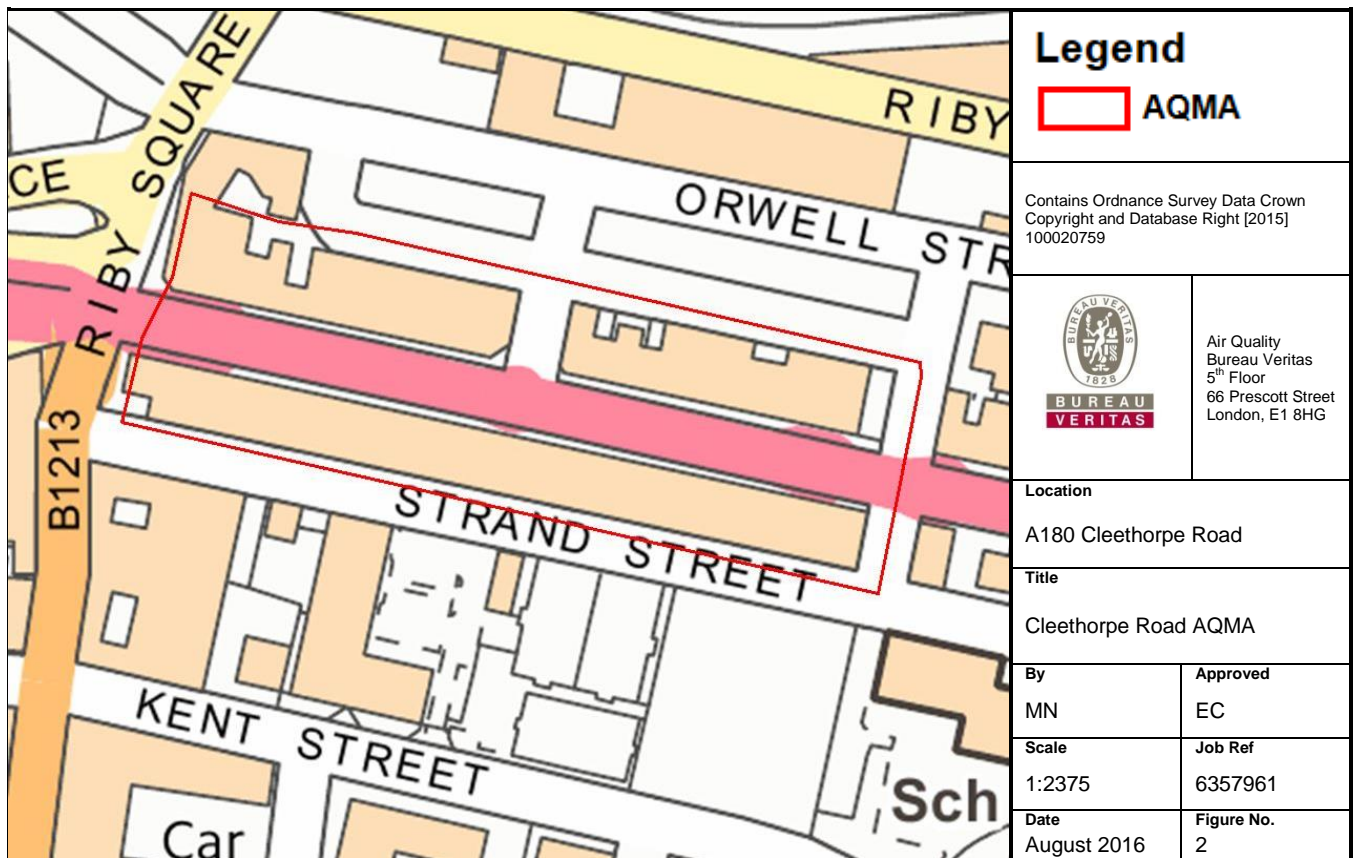 RIBY SQUARE
CE
RIBY
ORWELL STR
B1213
STRAND STREET
KENT STREET
Car
Sch
Legend
AQMA
Contains Ordnance Survey Data Crown
Copyright and Database Right [2015]
100020759
BUREAU VERITAS
1828
BUREAU
VERITAS
Air Quality
Bureau Veritas
5th Floor
66 Prescott Street
London, E1 8HG
Location
A180 Cleethorpe Road
Title
Cleethorpe Road AQMA
By
MN
Approved
EC
Scale
1:2375
Job Ref
6357961
Date
August 2016
Figure No.
2